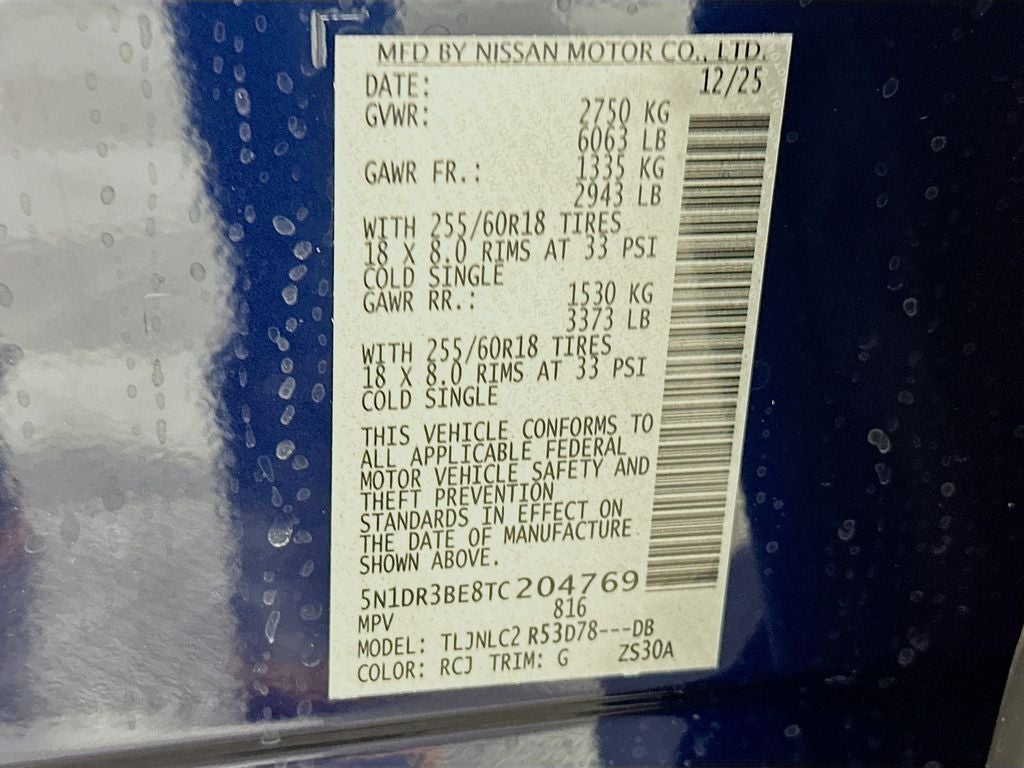 MFD BY NISSAN MOTOR CO., LTD.
DATE: 12/25
GVWR: 2750 KG
6063 LB
GAWR FR.: 1335 KG
2943 LB
WITH 255/60R18 TIRES
18 X 8.0 RIMS AT 33 PSI
COLD SINGLE
GAWR RR.: 1530 KG
3373 LB
WITH 255/60R18 TIRES
18 X 8.0 RIMS AT 33 PSI
COLD SINGLE
THIS VEHICLE CONFORMS TO
ALL APPLICABLE FEDERAL
MOTOR VEHICLE SAFETY AND
THEFT PREVENTION
STANDARDS IN EFFECT ON
THE DATE OF MANUFACTURE
SHOWN ABOVE.
5N1DR3BE8TC204769
MPV 816
MODEL: TLJNLC2 R53D78---DB
COLOR: RCJ TRIM: G ZS30A